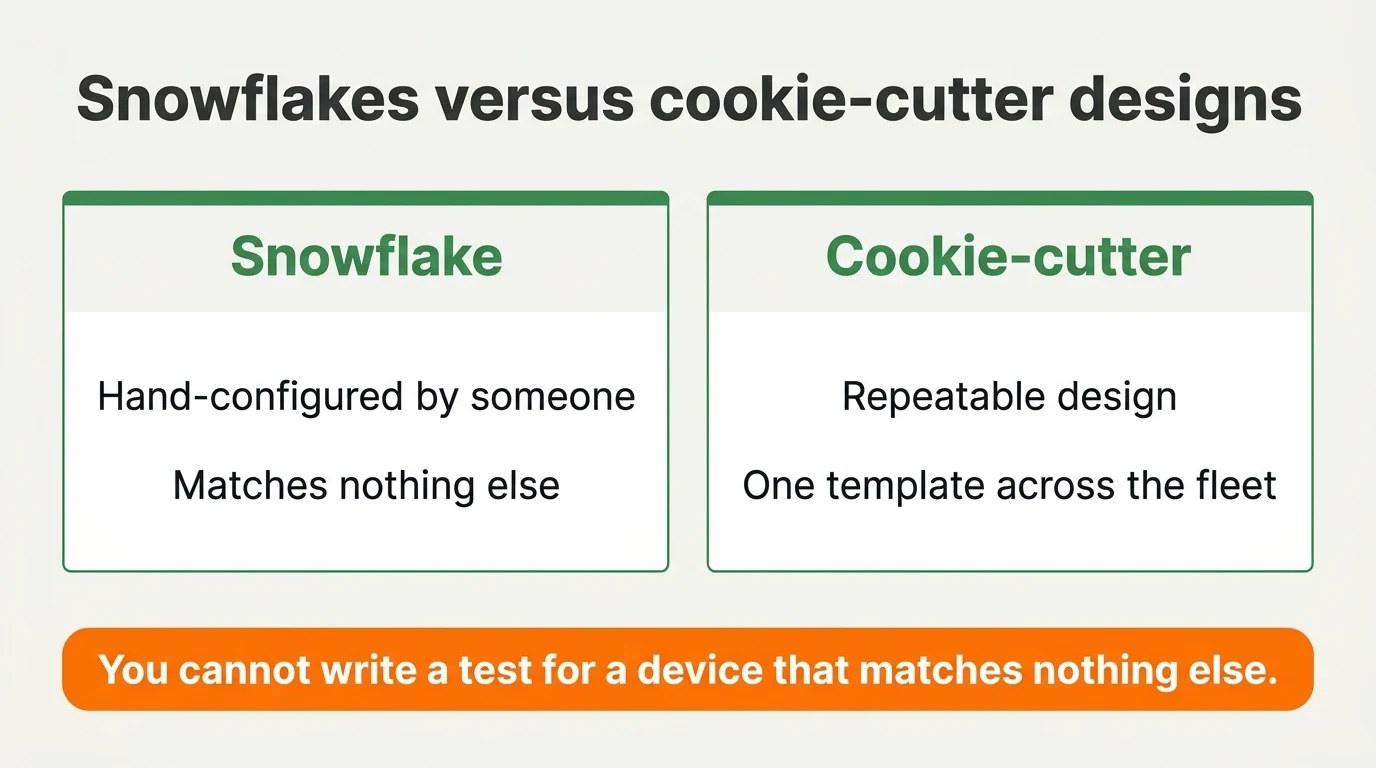 Snowflakes versus cookie-cutter designs
Snowflake
Hand-configured by someone
Matches nothing else
Cookie-cutter
Repeatable design
One template across the fleet
You cannot write a test for a device that matches nothing else.